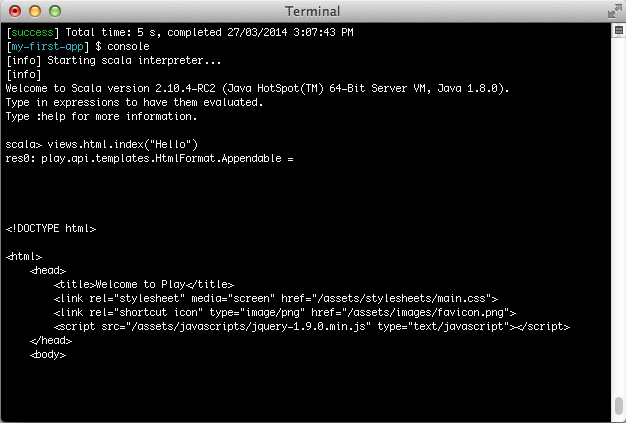 Terminal
[success] Total time: 5 s, completed 27/03/2014 3:07:43 PM
[my-first-app] $ console
[info] Starting scala interpreter...
[info]
Welcome to Scala version 2.10.4-RC2 (Java HotSpot(TM) 64-Bit Server VM, Java 1.8.0).
Type in expressions to have them evaluated.
Type :help for more information.
scala> views.html.index("Hello")
res0: play.api.templates.HtmlFormat.Appendable =
<!DOCTYPE html>
<html>
    <head>
        <title>Welcome to Play</title>
        <link rel="stylesheet" media="screen" href="/assets/stylesheets/main.css">
        <link rel="shortcut icon" type="image/png" href="/assets/images/favicon.png">
        <script src="/assets/javascripts/jquery-1.9.0.min.js" type="text/javascript"></script>
    </head>
    <body>